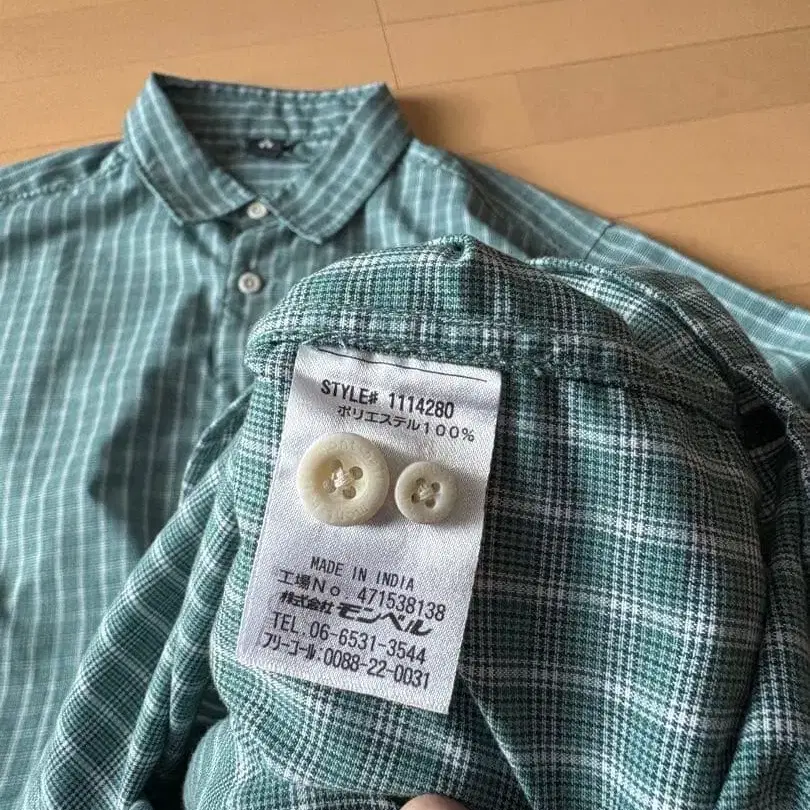 STYLE# 1114280
ポリエステル100%
MADE IN INDIA
工場No 471538138
株式会社 モンベル
TEL.06-6531-3544
フリーコール:0088-22-0031